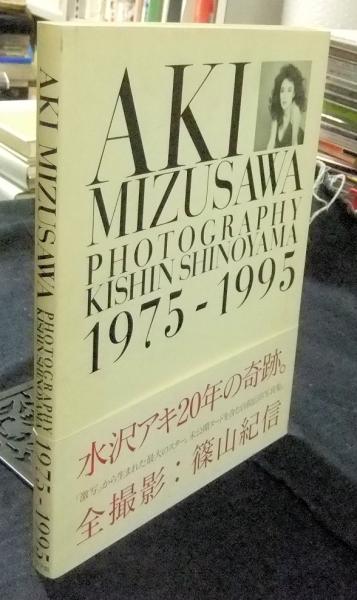 AKI
MIZUSAWA
PHOTOGRAPHY
KISHIN SHINOYAMA
1975-1995
水沢アキ20年の奇跡。
全撮影:篠山紀信
AKI MIZUSAWA
PHOTOGRAPHY
KISHIN SHINOYAMA
1975-1995